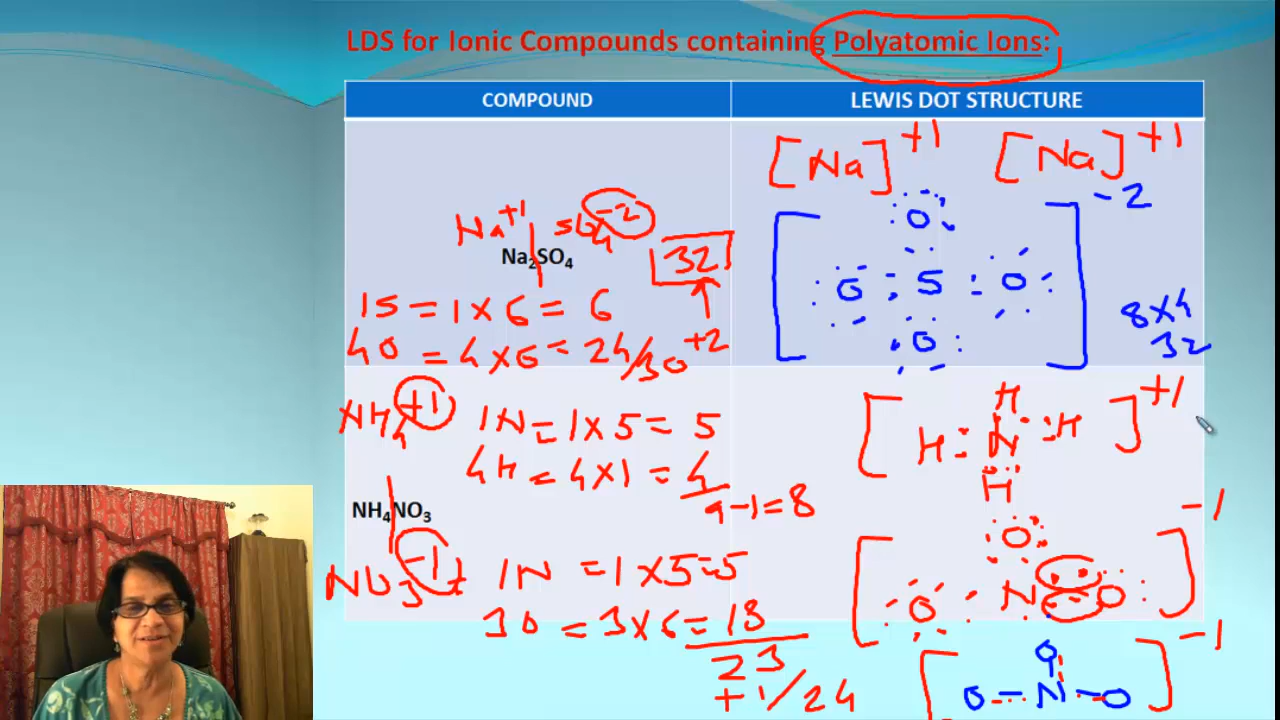 LDS for Ionic Compounds containing Polyatomic Ions:
COMPOUND
LEWIS DOT STRUCTURE
[Na]+1 [Na]+1
Na+1 SO4-2
Na2SO4
32
1S = 1 x 6 = 6
4O = 4 x 6 = 24/30+2
[O O S O O]-2
8x4
32
NH4+1
1N = 1 x 5 = 5
4H = 4 x 1 = 4
9-1=8
[H H N H H]+1
NH4NO3
NO3-1
1N = 1 x 5 = 5
3O = 3 x 6 = 18
23
+1/24
[O O N O]-1
[O O-N-O]-1